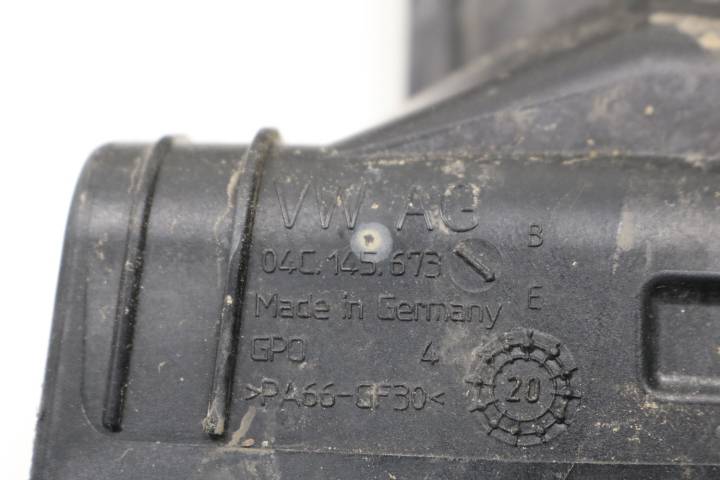 VW AG
04C.145.673
B
Made in Germany
E
GPO 4
>PA66-GF30<
20